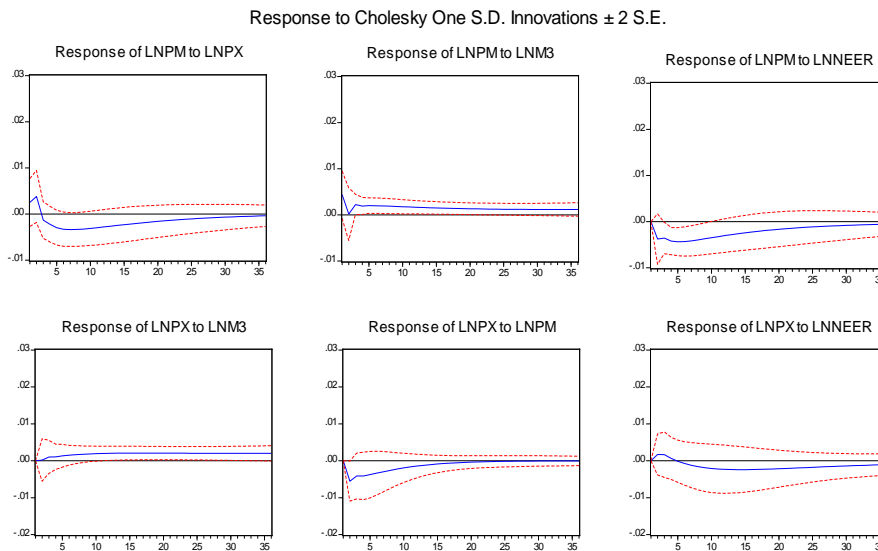 Response to Cholesky One S.D. Innovations ± 2 S.E.
Response of LNPM to LNPX
.03
.02
.01
.00
-.01
5 10 15 20 25 30 35
Response of LNPM to LNM3
.03
.02
.01
.00
-.01
5 10 15 20 25 30 35
Response of LNPM to LNNEER
.03
.02
.01
.00
-.01
5 10 15 20 25 30
Response of LNPX to LNM3
.03
.02
.01
.00
-.01
-.02
5 10 15 20 25 30 35
Response of LNPX to LNPM
.03
.02
.01
.00
-.01
-.02
5 10 15 20 25 30 35
Response of LNPX to LNNEER
.03
.02
.01
.00
-.01
-.02
5 10 15 20 25 30